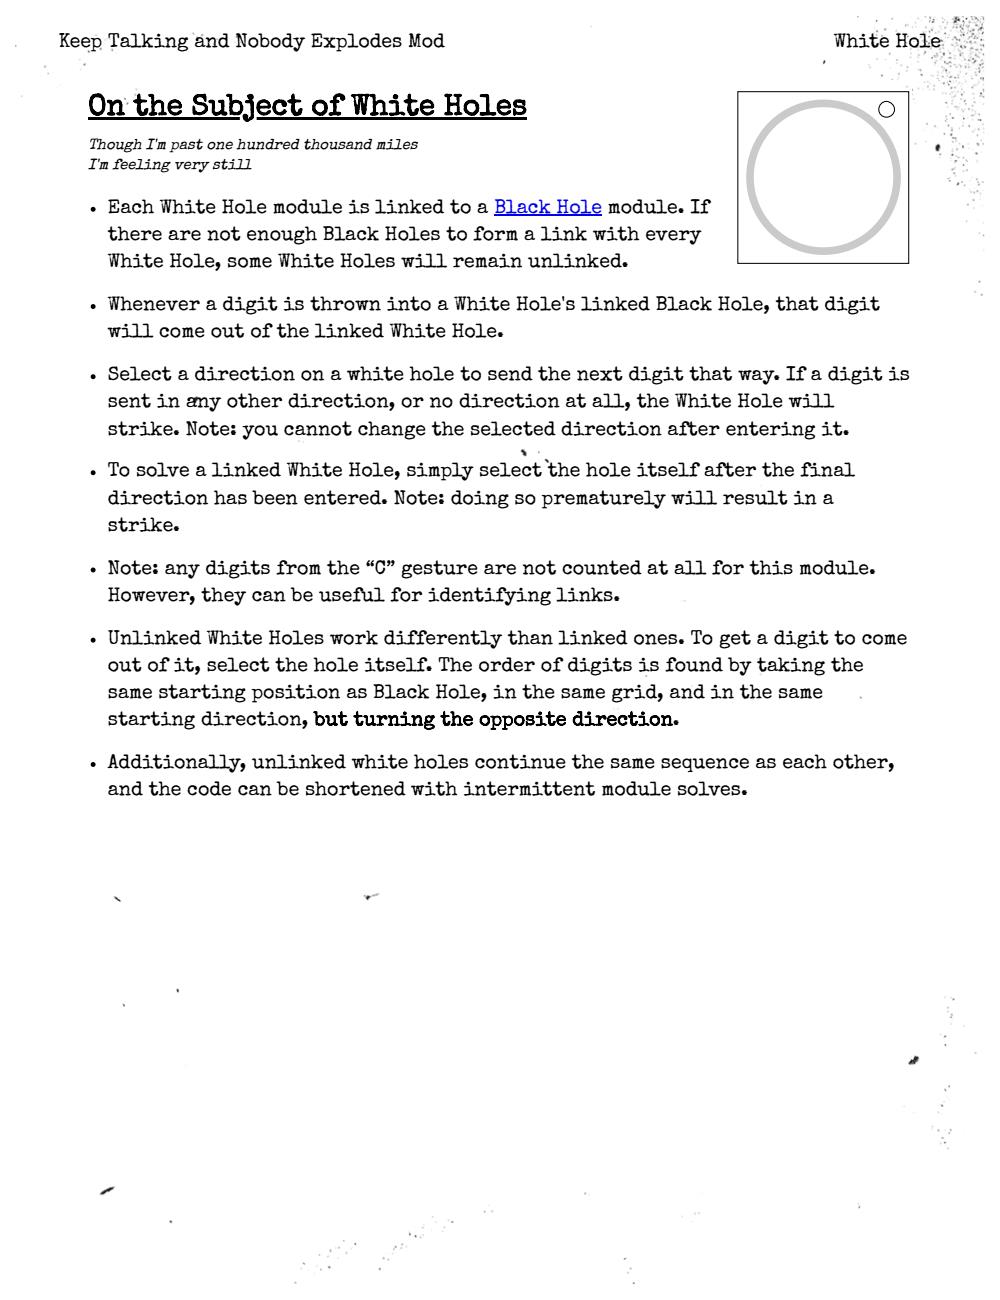 Keep Talking and Nobody Explodes Mod
White Hole
On the Subject of White Holes
Though I'm past one hundred thousand miles
I'm feeling very still
• Each White Hole module is linked to a Black Hole module. If
there are not enough Black Holes to form a link with every
White Hole, some White Holes will remain unlinked.
• Whenever a digit is thrown into a White Hole's linked Black Hole, that digit
will come out of the linked White Hole.
• Select a direction on a white hole to send the next digit that way. If a digit is
sent in any other direction, or no direction at all, the White Hole will
strike. Note: you cannot change the selected direction after entering it.
• To solve a linked White Hole, simply select the hole itself after the final
direction has been entered. Note: doing so prematurely will result in a
strike.
• Note: any digits from the “C” gesture are not counted at all for this module.
However, they can be useful for identifying links.
• Unlinked White Holes work differently than linked ones. To get a digit to come
out of it, select the hole itself. The order of digits is found by taking the
same starting position as Black Hole, in the same grid, and in the same
starting direction, but turning the opposite direction.
• Additionally, unlinked white holes continue the same sequence as each other,
and the code can be shortened with intermittent module solves.